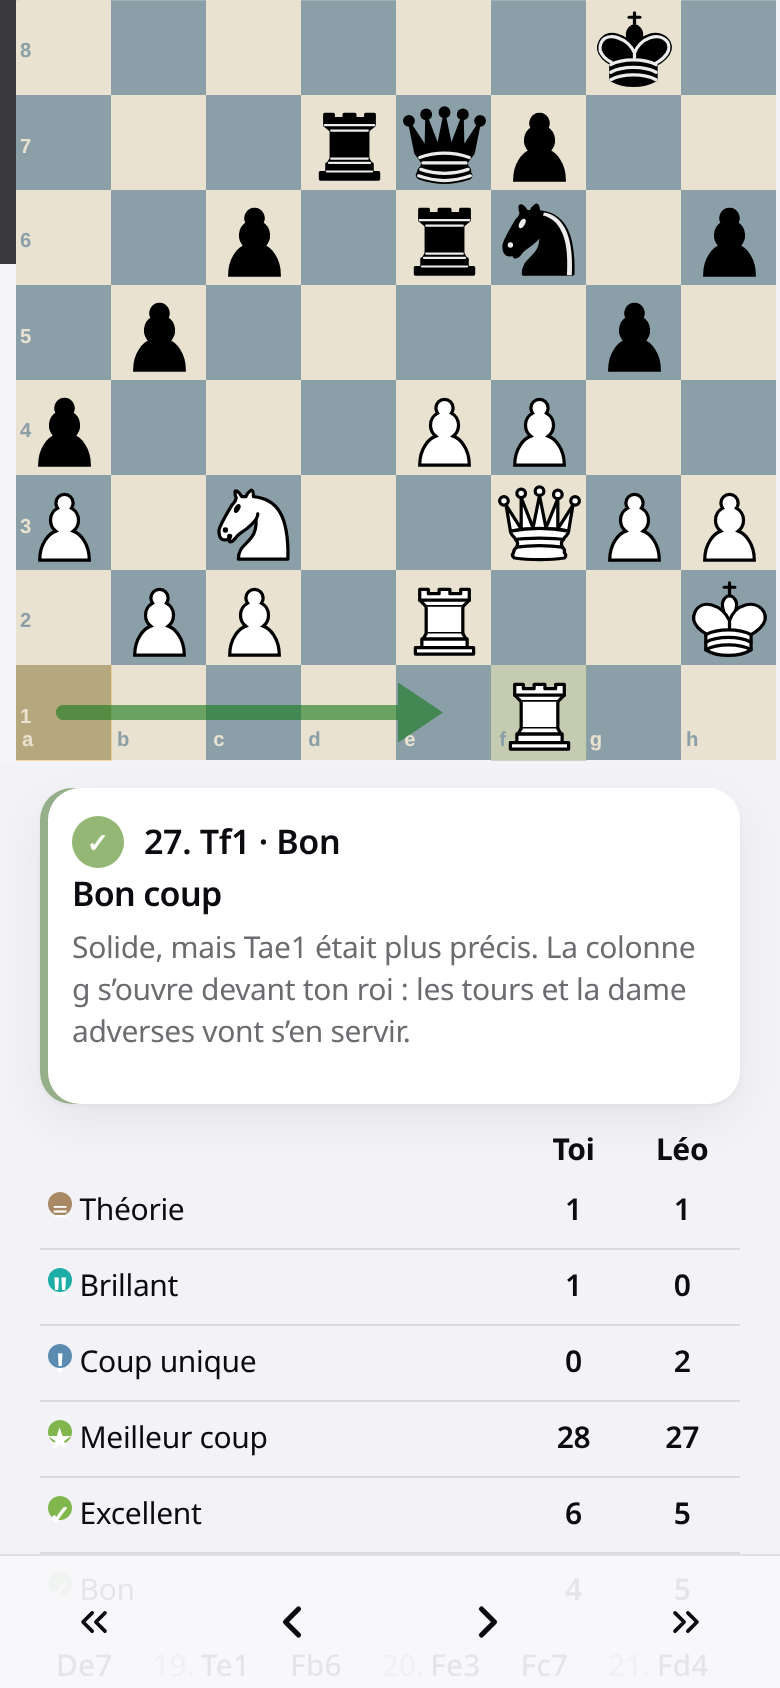 8
7
6
5
4
3
2
1
a b c d e f g h
27. Tf1 · Bon
Bon coup
Solide, mais Tae1 était plus précis. La colonne
g s’ouvre devant ton roi : les tours et la dame
adverses vont s’en servir.
Toi Léo
Théorie 1 1
Brillant 1 0
Coup unique 0 2
Meilleur coup 28 27
Excellent 6 5
Bon 4 5
De7 19. Te1 Fb6 20. Fe3 Fc7 21. Fd4